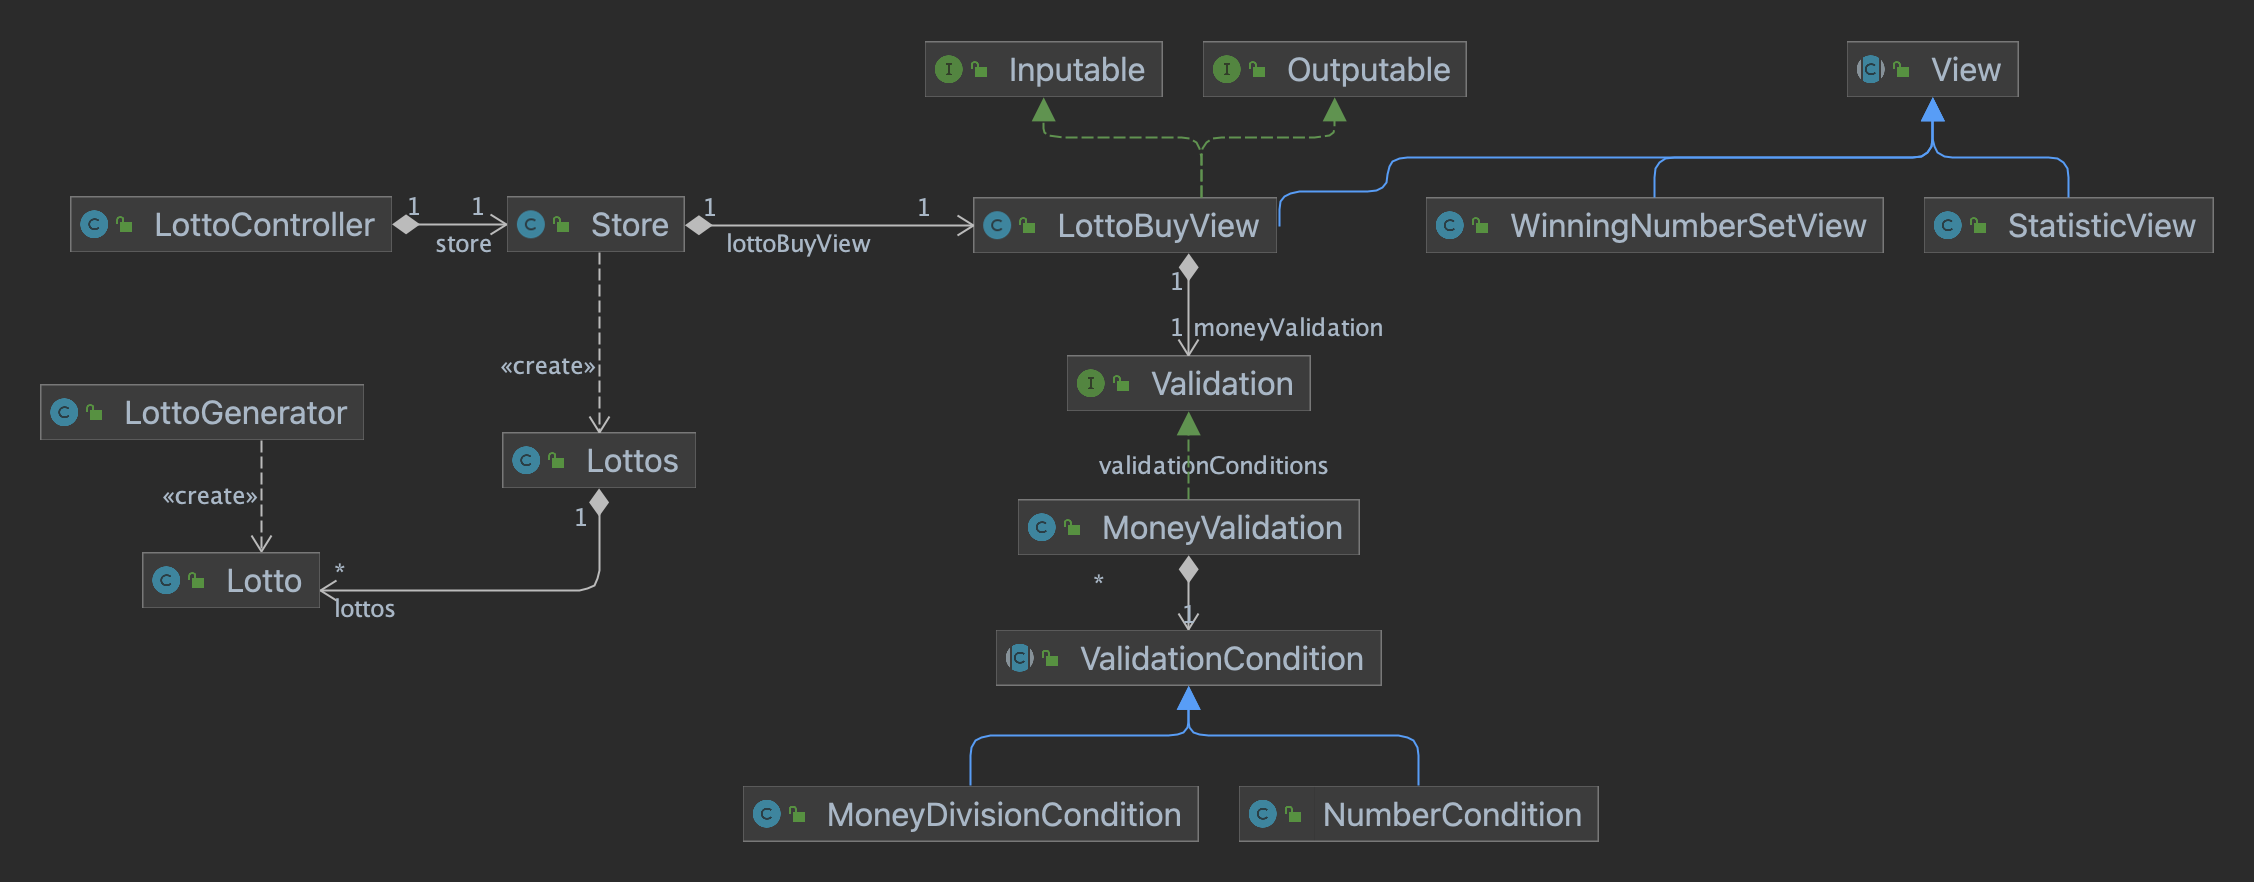 Inputable
Outputable
View
LottoController
1
1
store
Store
1
1
lottoBuyView
LottoBuyView
WinningNumberSetView
StatisticView
1
1
moneyValidation
«create»
Validation
LottoGenerator
Lottos
validationConditions
«create»
1
MoneyValidation
Lotto
*
lottos
*
1
ValidationCondition
MoneyDivisionCondition
NumberCondition